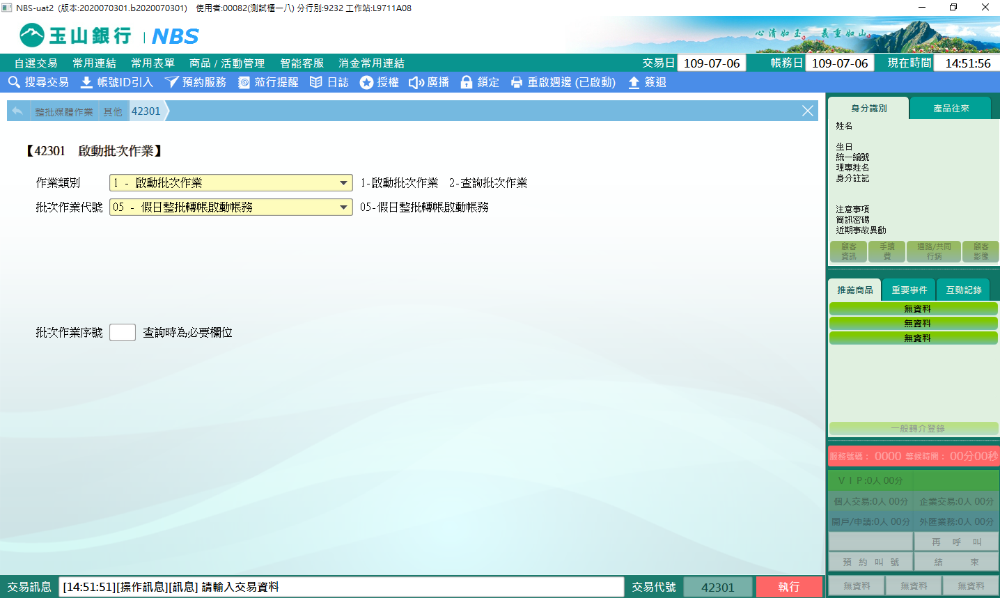 NBS-uat2 (版本:2020070301.b2020070301) 使用者:00082(測試櫃一八) 分行別:9232 工作站:L9711A08
玉山銀行 | NBS
心清如玉。 義重如山。
自選交易 常用連結 常用表單 商品 / 活動管理 智能客服 消金常用連結 交易日 109-07-06 帳務日 109-07-06 現在時間 14:51:56
搜尋交易 帳號ID引入 預約服務 蒞行提醒 日誌 授權 廣播 鎖定 重啟週邊 (已啟動) 簽退
整批媒體作業 其他 42301
【42301 啟動批次作業】
作業類別 1 - 啟動批次作業 1-啟動批次作業 2-查詢批次作業
批次作業代號 05 - 假日整批轉帳啟動帳務 05-假日整批轉帳啟動帳務
批次作業序號 查詢時為必要欄位
身分識別 產品往來
姓名
生日
統一編號
理專姓名
身分註記
注意事項
簡訊密碼
近期事故異動
顧客資訊 手續費 通路/共同行銷 顧客影像
推薦商品 重要事件 互動記錄
無資料
無資料
無資料
一般轉介登錄
服務號碼： 0000 等候時間： 00分00秒
ＶＩＰ:0人 00分
個人交易:0人 00分 企業交易:0人 00分
開戶/申請:0人 00分 外匯業務:0人 00分
再 呼 叫
預 約 叫 號 結 束
無資料 無資料 無資料
交易訊息 [14:51:51][操作訊息][訊息] 請輸入交易資料 交易代號 42301 執行